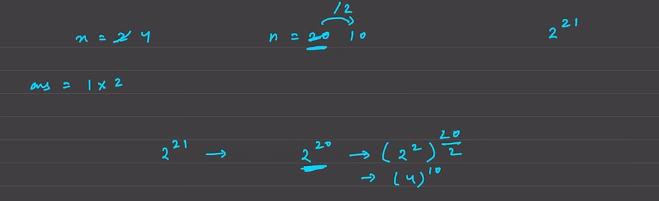 /2
x = 2 4 n = 20 10 2^21
ans = 1 x 2
2^21 → 2^20 → (2^2)^20/2
→ (4)^10